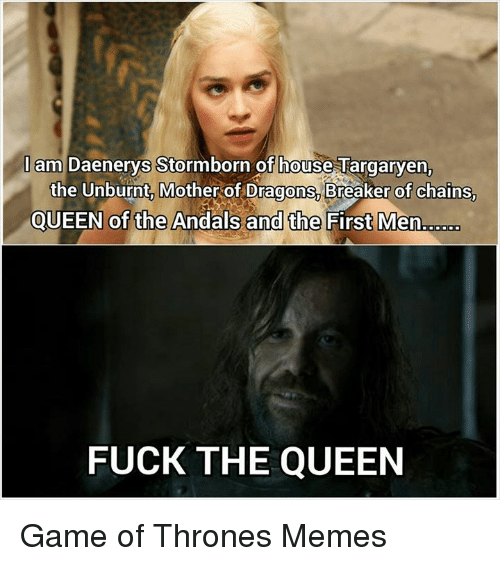 I am Daenerys Stormborn of house Targaryen,
the Unburnt, Mother of Dragons, Breaker of chains,
QUEEN of the Andals and the First Men......
FUCK THE QUEEN
Game of Thrones Memes